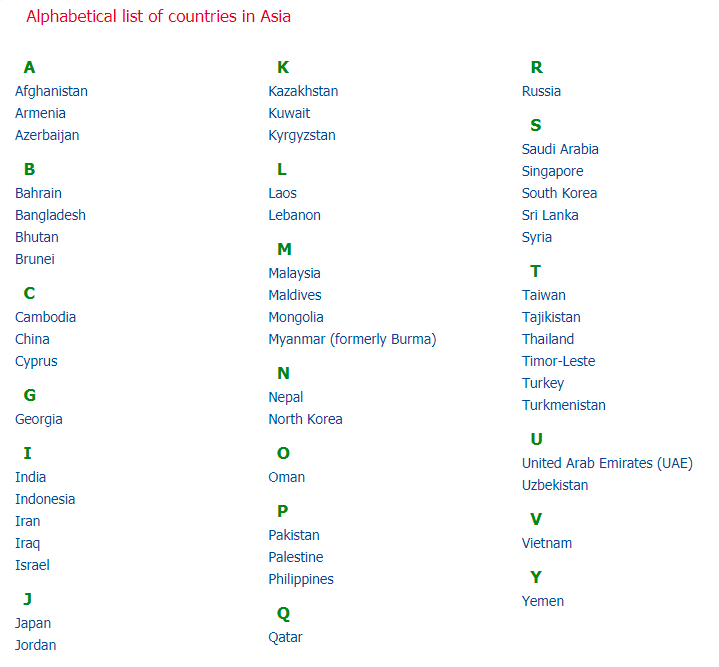 Alphabetical list of countries in Asia
A
Afghanistan
Armenia
Azerbaijan
B
Bahrain
Bangladesh
Bhutan
Brunei
C
Cambodia
China
Cyprus
G
Georgia
I
India
Indonesia
Iran
Iraq
Israel
J
Japan
Jordan
K
Kazakhstan
Kuwait
Kyrgyzstan
L
Laos
Lebanon
M
Malaysia
Maldives
Mongolia
Myanmar (formerly Burma)
N
Nepal
North Korea
O
Oman
P
Pakistan
Palestine
Philippines
Q
Qatar
R
Russia
S
Saudi Arabia
Singapore
South Korea
Sri Lanka
Syria
T
Taiwan
Tajikistan
Thailand
Timor-Leste
Turkey
Turkmenistan
U
United Arab Emirates (UAE)
Uzbekistan
V
Vietnam
Y
Yemen